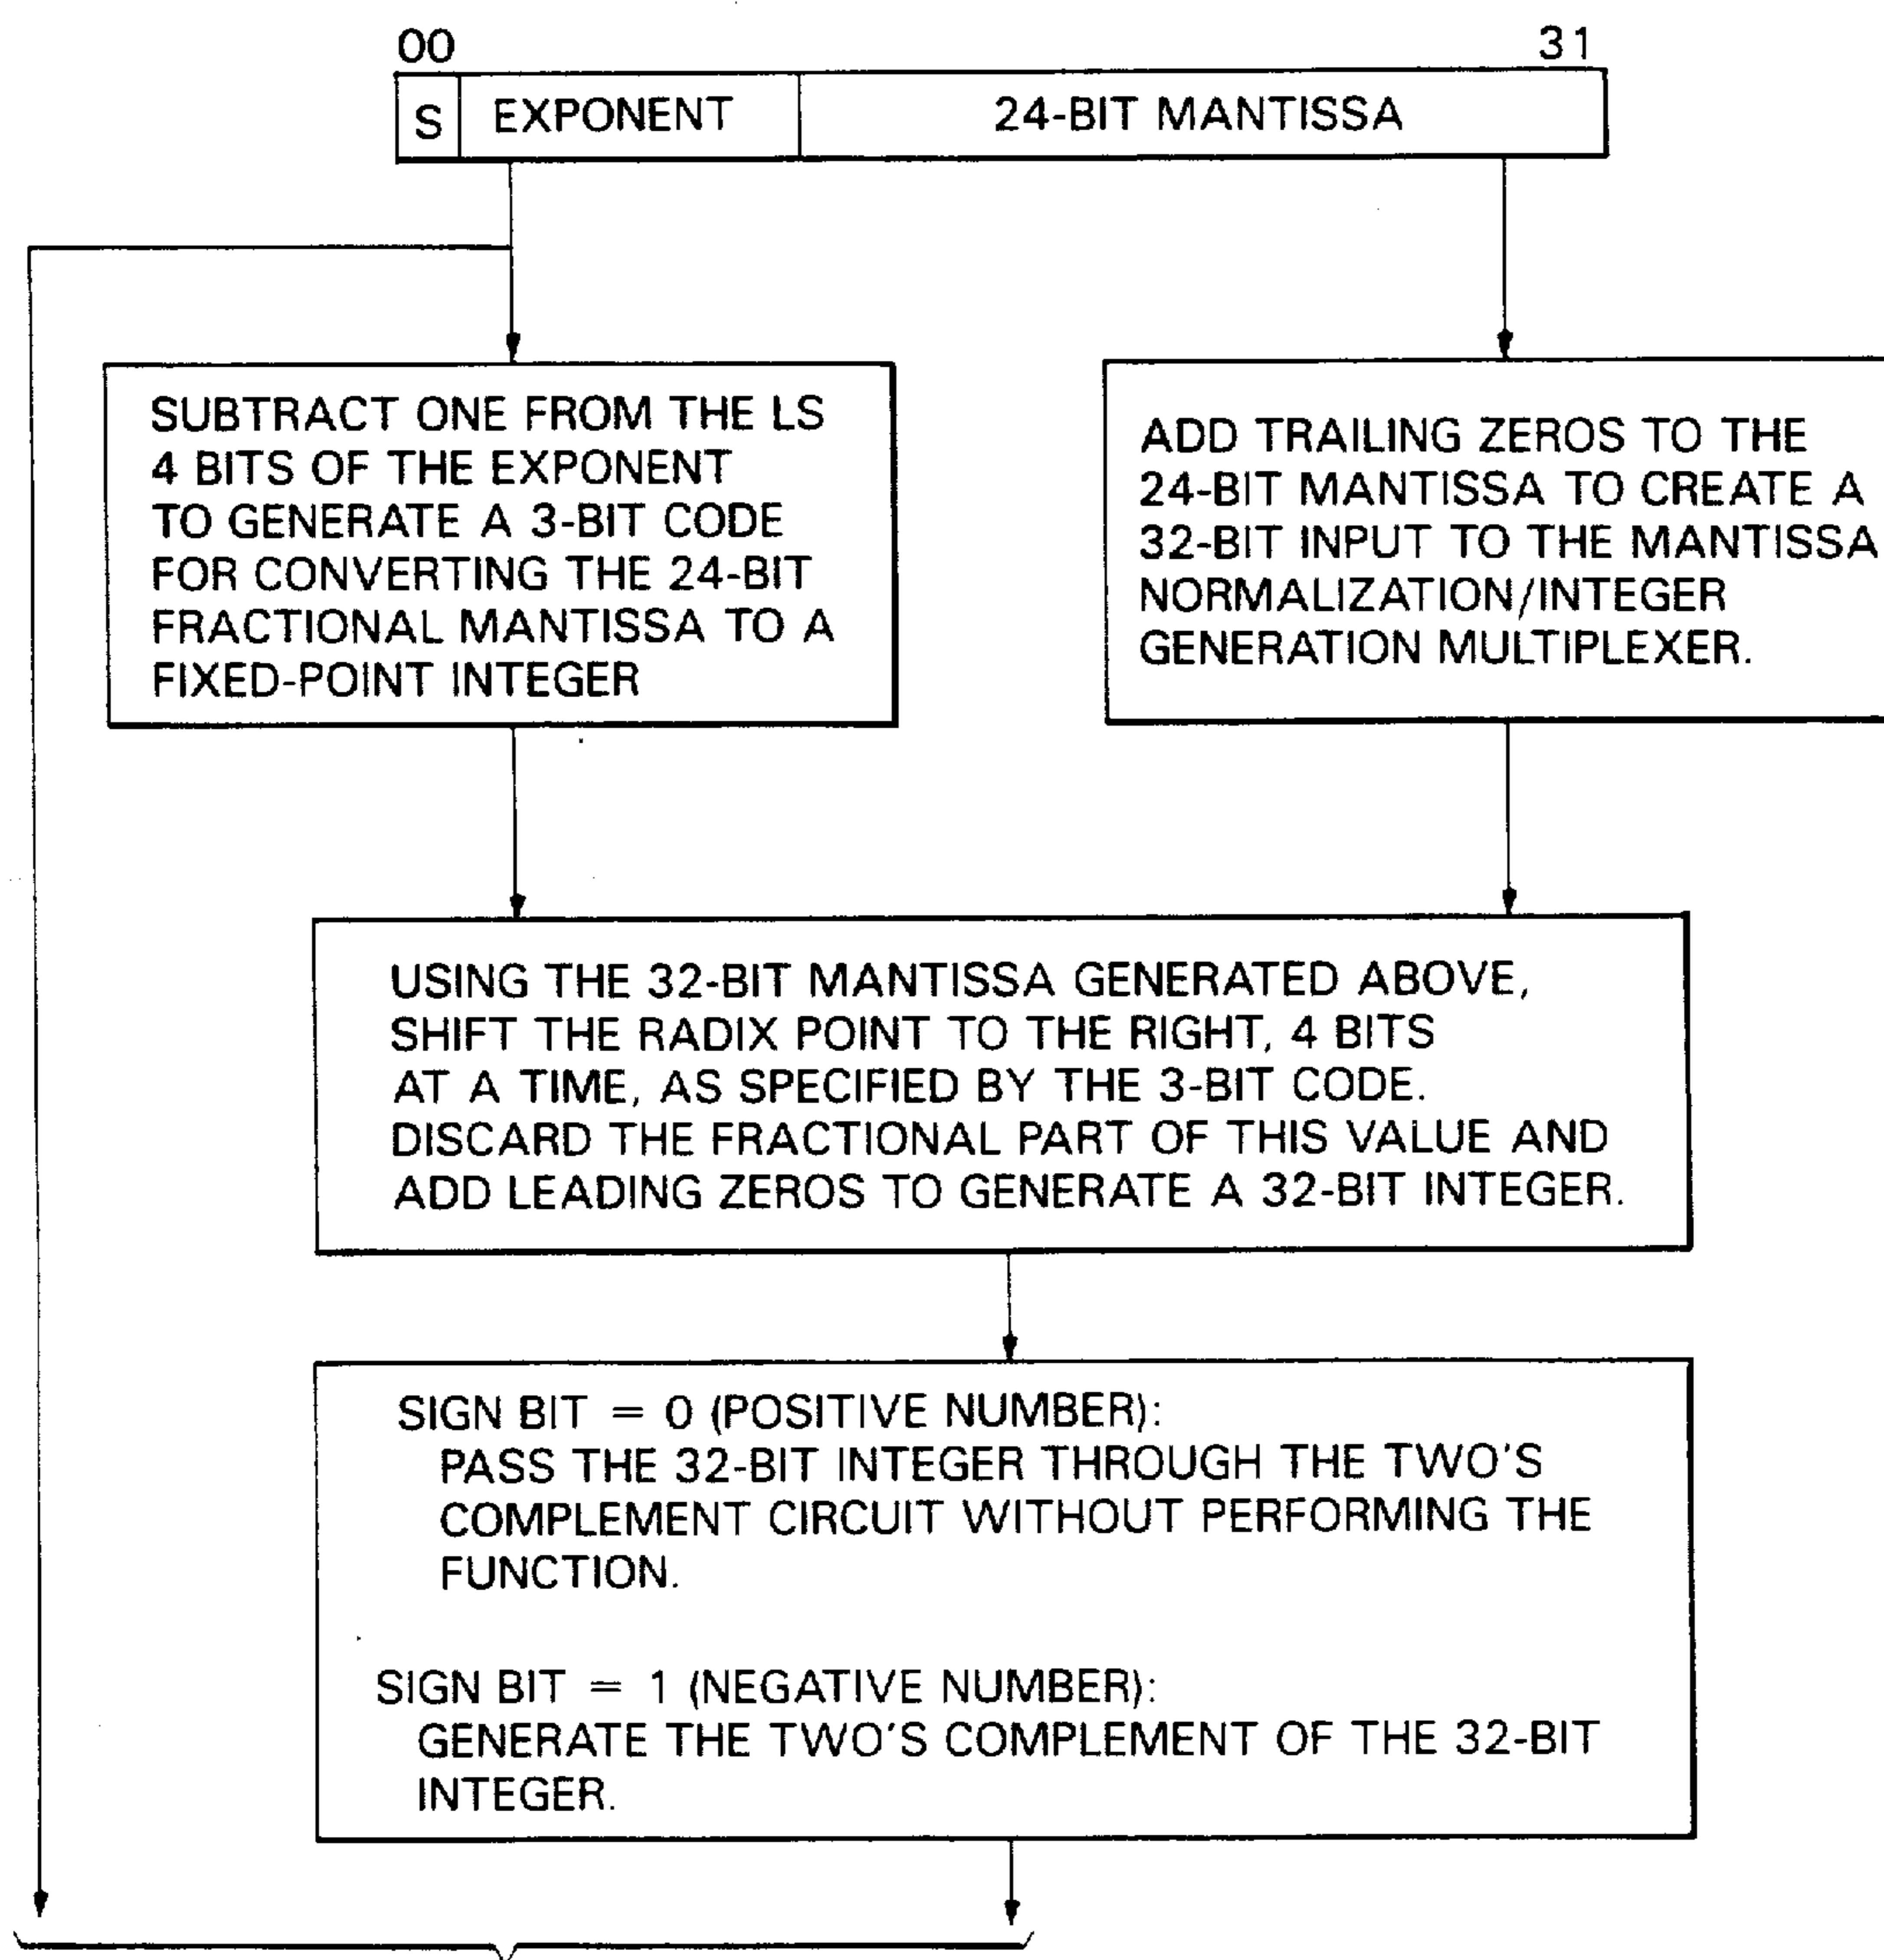 00 31
S EXPONENT 24-BIT MANTISSA
SUBTRACT ONE FROM THE LS
4 BITS OF THE EXPONENT
TO GENERATE A 3-BIT CODE
FOR CONVERTING THE 24-BIT
FRACTIONAL MANTISSA TO A
FIXED-POINT INTEGER
ADD TRAILING ZEROS TO THE
24-BIT MANTISSA TO CREATE A
32-BIT INPUT TO THE MANTISSA
NORMALIZATION/INTEGER
GENERATION MULTIPLEXER.
USING THE 32-BIT MANTISSA GENERATED ABOVE,
SHIFT THE RADIX POINT TO THE RIGHT, 4 BITS
AT A TIME, AS SPECIFIED BY THE 3-BIT CODE.
DISCARD THE FRACTIONAL PART OF THIS VALUE AND
ADD LEADING ZEROS TO GENERATE A 32-BIT INTEGER.
SIGN BIT = 0 (POSITIVE NUMBER):
PASS THE 32-BIT INTEGER THROUGH THE TWO'S
COMPLEMENT CIRCUIT WITHOUT PERFORMING THE
FUNCTION.
SIGN BIT = 1 (NEGATIVE NUMBER):
GENERATE THE TWO'S COMPLEMENT OF THE 32-BIT
INTEGER.